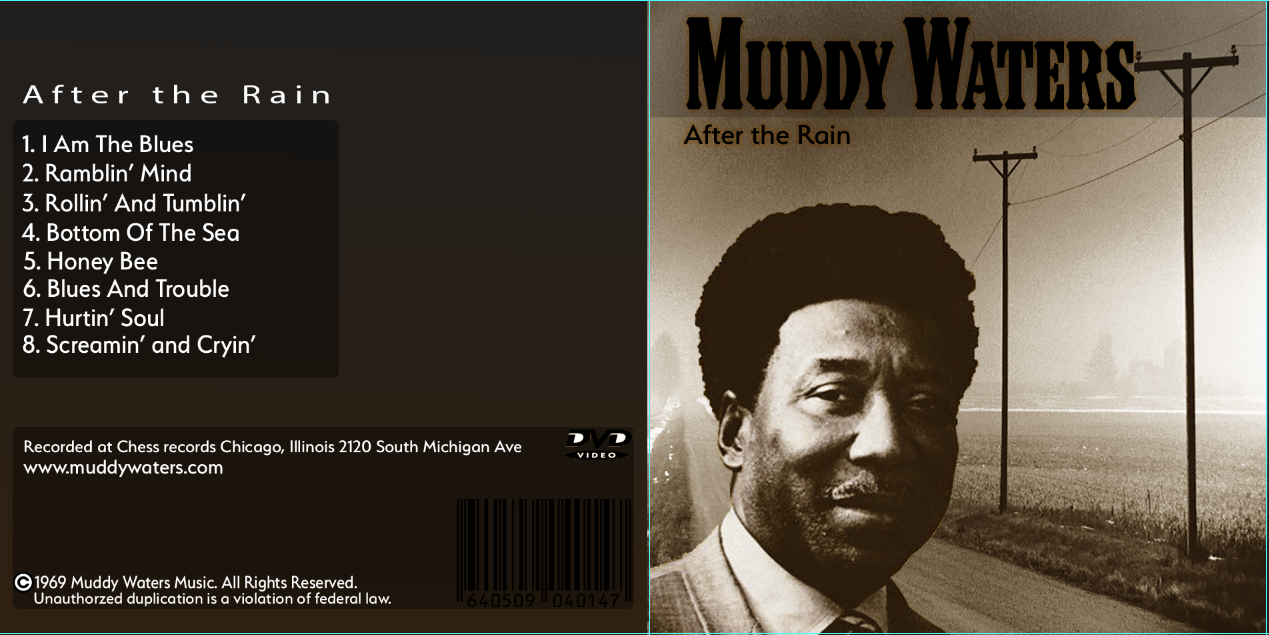 After the Rain
1. I Am The Blues
2. Ramblin' Mind
3. Rollin' And Tumblin'
4. Bottom Of The Sea
5. Honey Bee
6. Blues And Trouble
7. Hurtin' Soul
8. Screamin' and Cryin'
Recorded at Chess records Chicago, Illinois 2120 South Michigan Ave
www.muddywaters.com
DVD
VIDEO
640509 040147
©1969 Muddy Waters Music. All Rights Reserved.
Unauthorzed duplication is a violation of federal law.
MUDDY WATERS
After the Rain